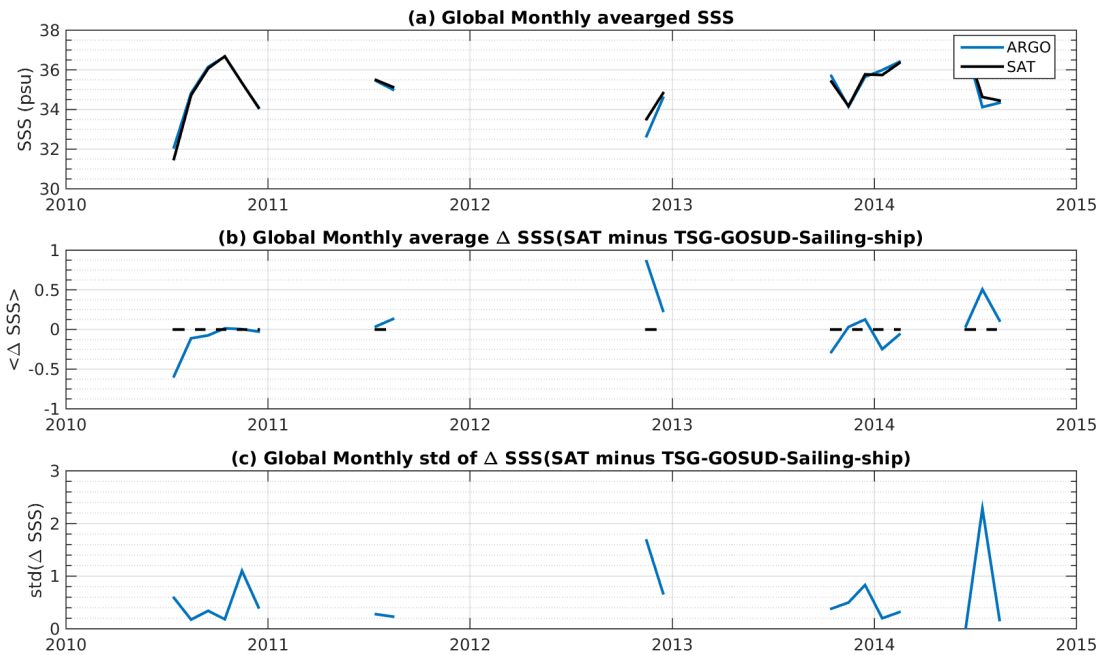 (a) Global Monthly avearged SSS
38
36
34
32
30
SSS (psu)
ARGO
SAT
2010 2011 2012 2013 2014 2015
(b) Global Monthly average Δ SSS(SAT minus TSG-GOSUD-Sailing-ship)
1
0.5
0
-0.5
-1
<Δ SSS>
2010 2011 2012 2013 2014 2015
(c) Global Monthly std of Δ SSS(SAT minus TSG-GOSUD-Sailing-ship)
3
2
1
0
std(Δ SSS)
2010 2011 2012 2013 2014 2015